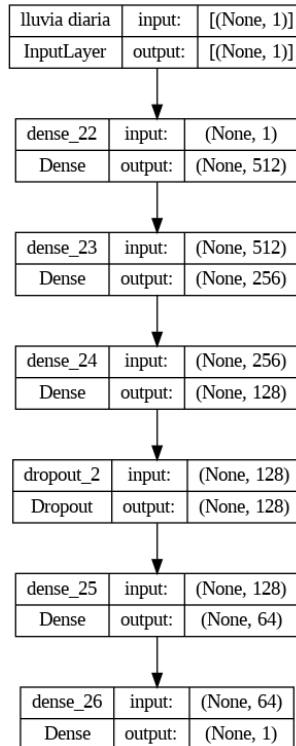 lluvia diaria input: [(None, 1)]
InputLayer output: [(None, 1)]
dense_22 input: (None, 1)
Dense output: (None, 512)
dense_23 input: (None, 512)
Dense output: (None, 256)
dense_24 input: (None, 256)
Dense output: (None, 128)
dropout_2 input: (None, 128)
Dropout output: (None, 128)
dense_25 input: (None, 128)
Dense output: (None, 64)
dense_26 input: (None, 64)
Dense output: (None, 1)